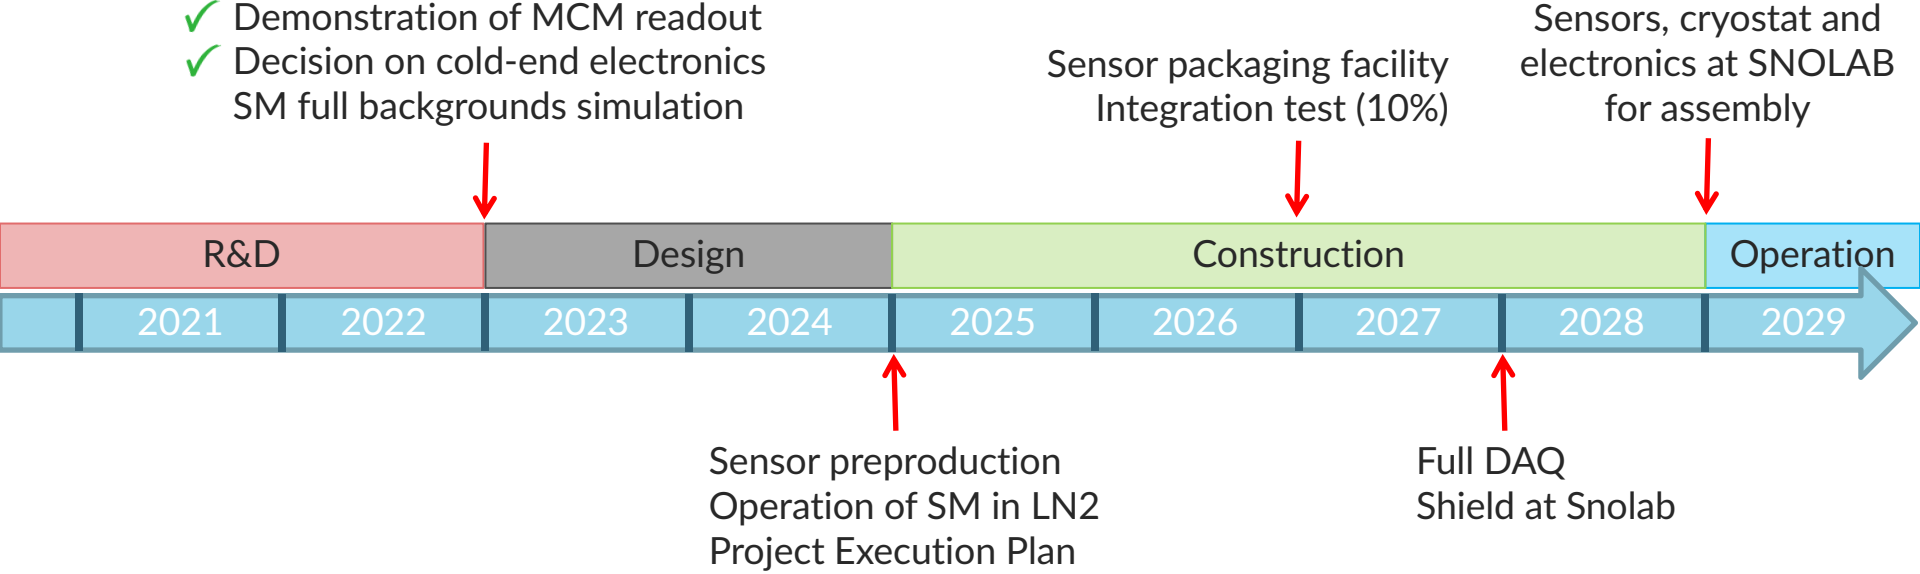 Demonstration of MCM readout
Decision on cold-end electronics
SM full backgrounds simulation
Sensor packaging facility
Integration test (10%)
Sensors, cryostat and
electronics at SNOLAB
for assembly
R&D
Design
Construction
Operation
2021
2022
2023
2024
2025
2026
2027
2028
2029
Sensor preproduction
Operation of SM in LN2
Project Execution Plan
Full DAQ
Shield at Snolab